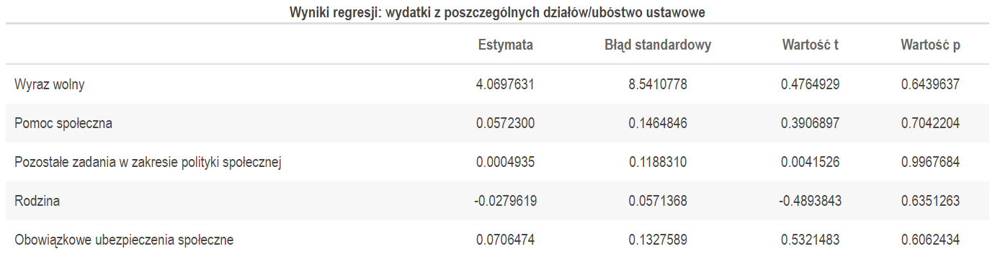 Wyniki regresji: wydatki z poszczególnych działów/ubóstwo ustawowe
Estymata Błąd standardowy Wartość t Wartość p
Wyraz wolny 4.0697631 8.5410778 0.4764929 0.6439637
Pomoc społeczna 0.0572300 0.1464846 0.3906897 0.7042204
Pozostałe zadania w zakresie polityki społecznej 0.0004935 0.1188310 0.0041526 0.9967684
Rodzina -0.0279619 0.0571368 -0.4893843 0.6351263
Obowiązkowe ubezpieczenia społeczne 0.0706474 0.1327589 0.5321483 0.6062434